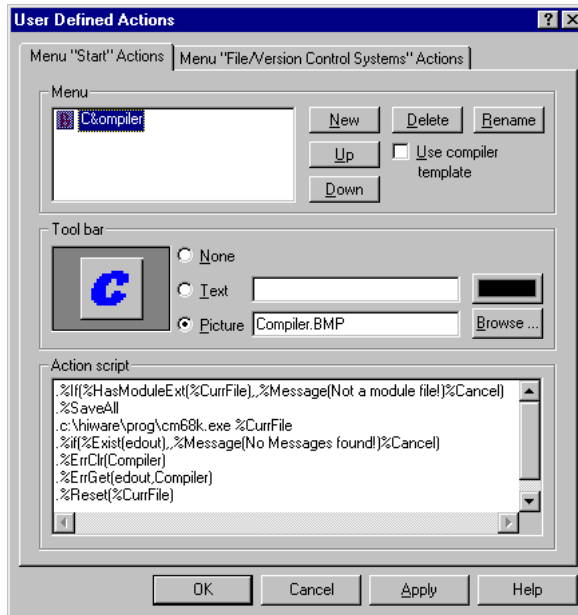 User Defined Actions
Menu "Start" Actions
Menu "File/Version Control Systems" Actions
Menu
C&ompiler
New
Delete
Rename
Up
Use compiler
template
Down
Tool bar
C
None
Text
Picture
Compiler.BMP
Browse ...
Action script
.%If(%HasModuleExt(%CurrFile),,%Message(Not a module file!)%Cancel)
.%SaveAll
.c:\hiware\prog\cm68k.exe %CurrFile
.%if(%Exist(edout),,%Message(No Messages found!)%Cancel)
.%ErrClr(Compiler)
.%ErrGet(edout,Compiler)
.%Reset(%CurrFile)
OK
Cancel
Apply
Help